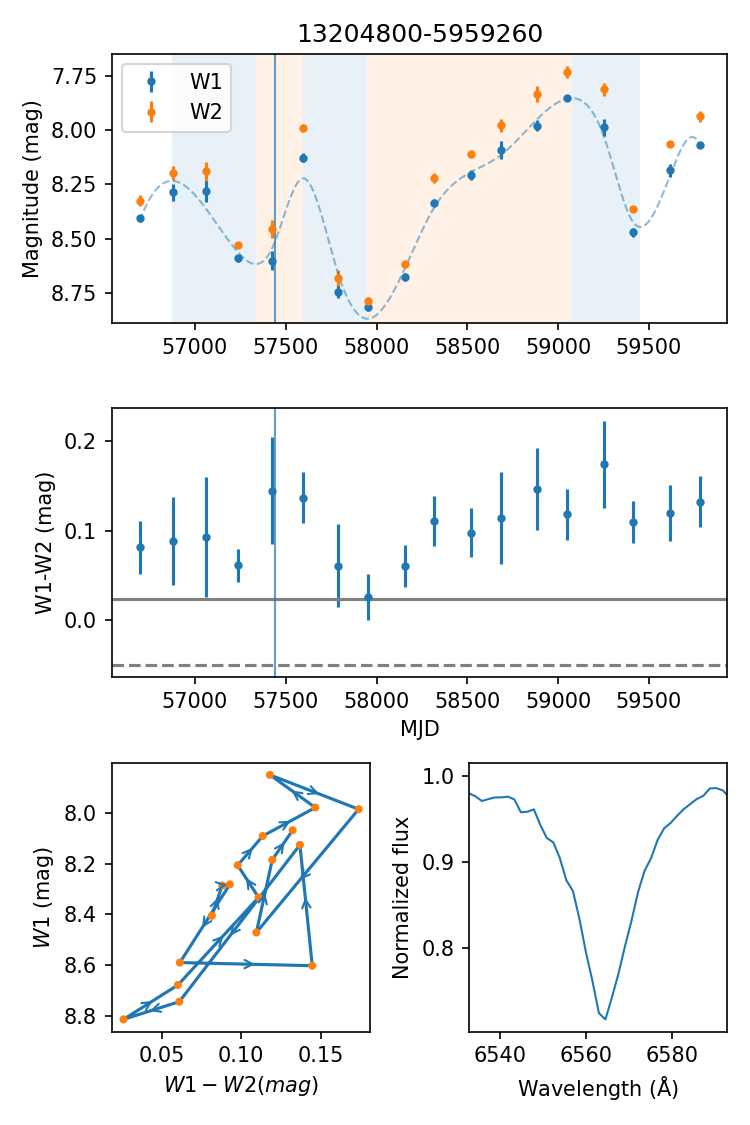 13204800-5959260
W1
W2
Magnitude (mag)
7.75
8.00
8.25
8.50
8.75
57000 57500 58000 58500 59000 59500
W1-W2 (mag)
0.2
0.1
0.0
57000 57500 58000 58500 59000 59500
MJD
W1 (mag)
8.0
8.2
8.4
8.6
8.8
0.05 0.10 0.15
W1 − W2(mag)
Normalized flux
1.0
0.9
0.8
6540 6560 6580
Wavelength (Å)